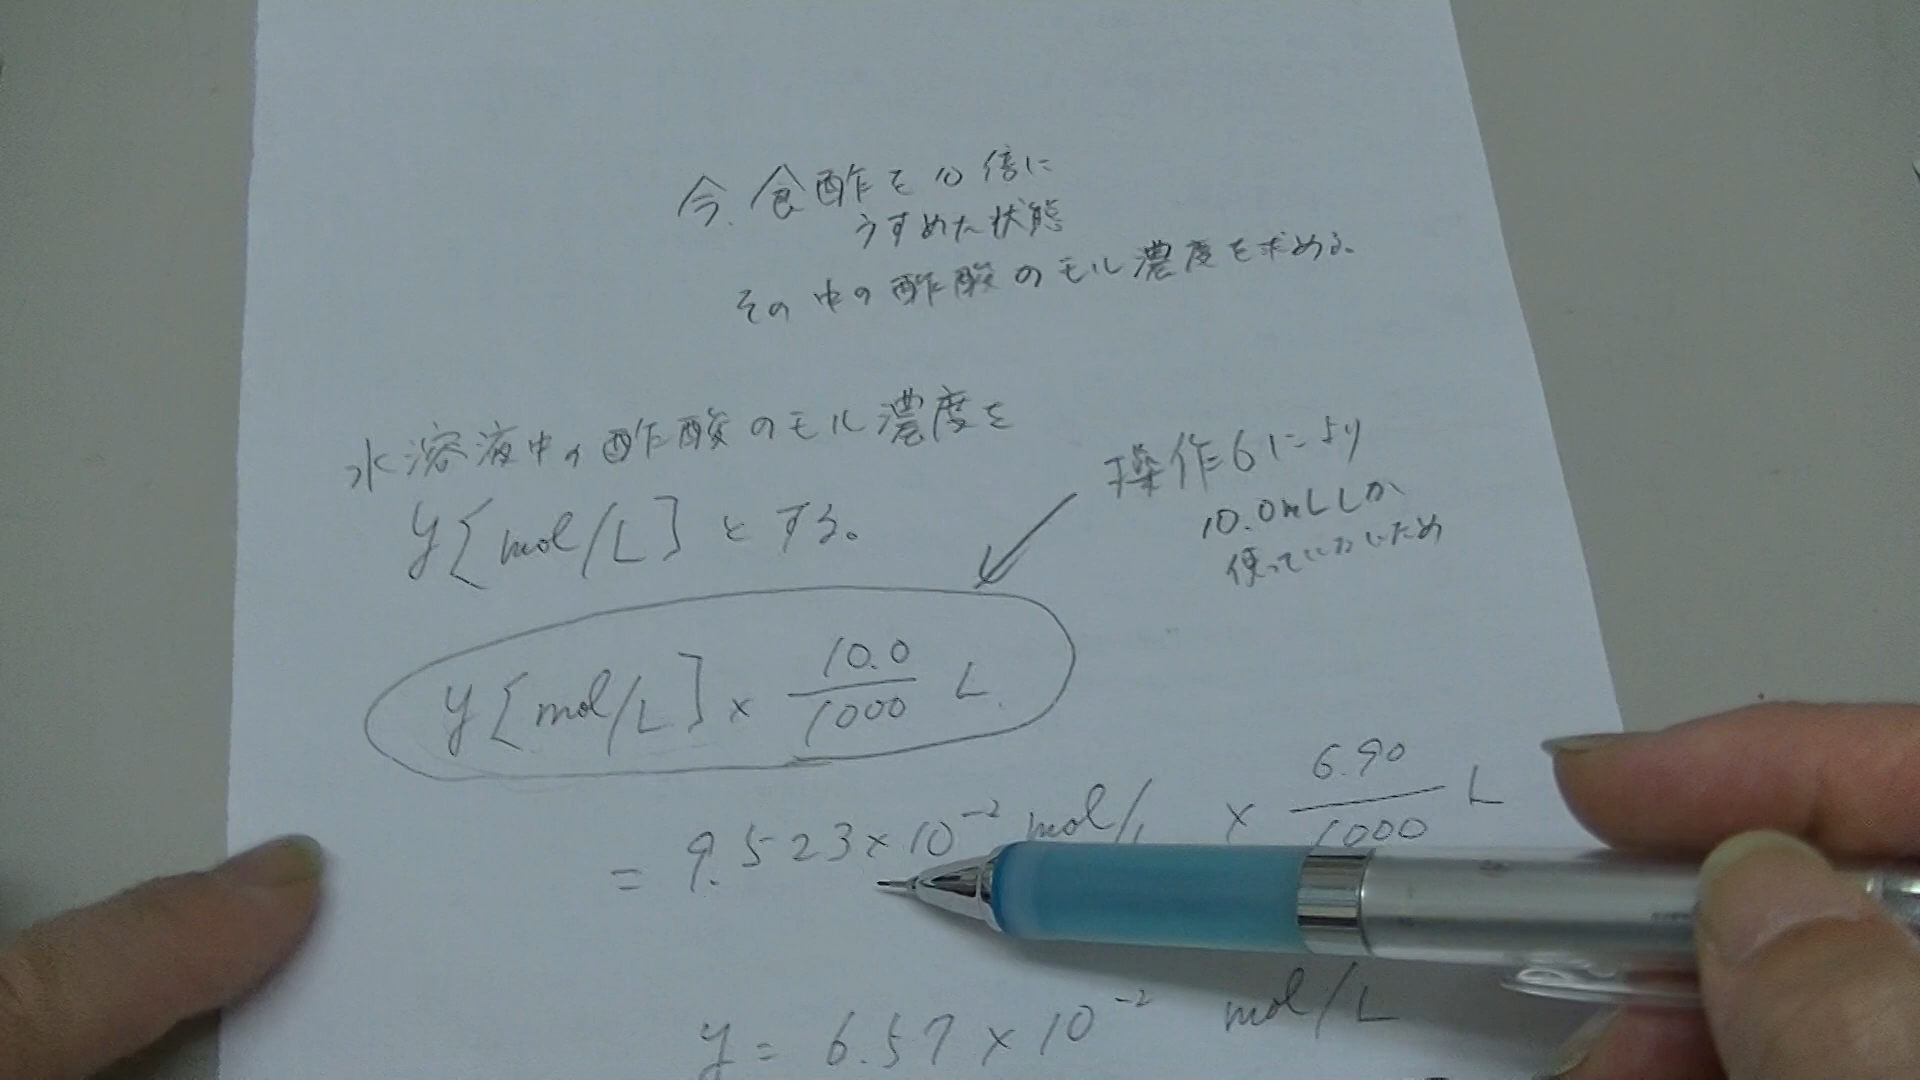 今、食酢を10倍に
うすめた状態
その中の酢酸のモル濃度を求める。
水溶液中の酢酸のモル濃度を
y[mol/L]とする。
操作6により
10.0mLしか
使っていないため
y[mol/L] × 10.0/1000 L
= 9.523×10⁻² mol/ × 6.90/1000 L
y = 6.57 × 10⁻² mol/L